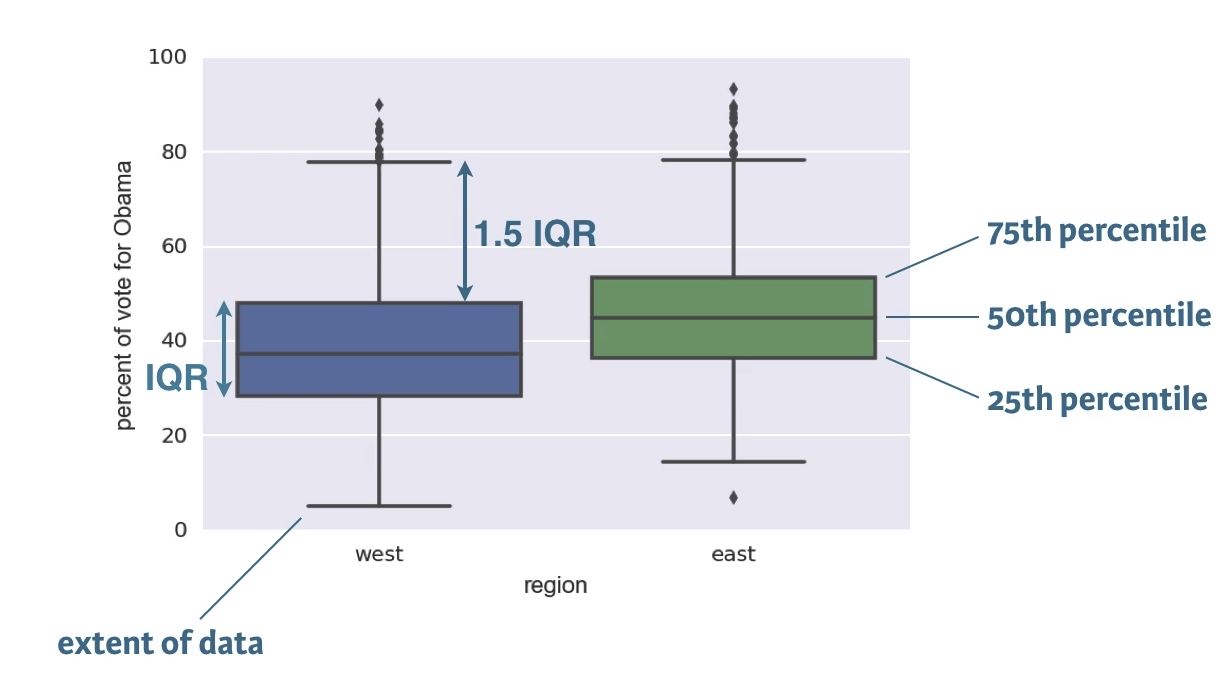 100
80
60
40
20
0
percent of vote for Obama
1.5 IQR
IQR
75th percentile
50th percentile
25th percentile
west
east
region
extent of data